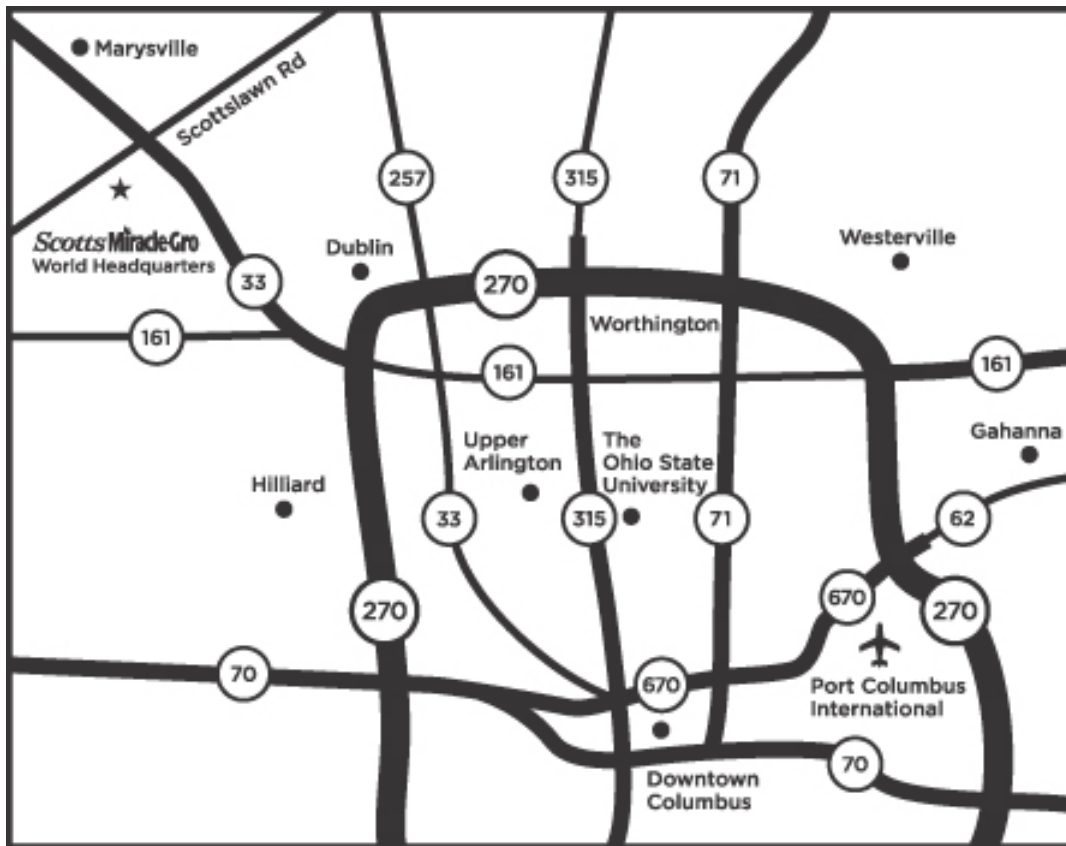 Marysville
Scottslawn Rd
257
315
71
Scotts Miracle-Gro
World Headquarters
33
Dublin
270
Westerville
161
Worthington
161
161
Upper
Arlington
The
Ohio State
University
Gahanna
Hilliard
33
315
71
62
270
670
270
70
670
Port Columbus
International
Downtown
Columbus
70